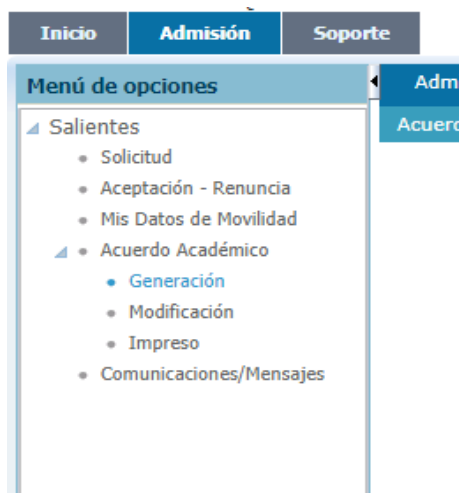 Inicio Admisión Soporte
Menú de opciones
Salientes
Solicitud
Aceptación - Renuncia
Mis Datos de Movilidad
Acuerdo Académico
Generación
Modificación
Impreso
Comunicaciones/Mensajes